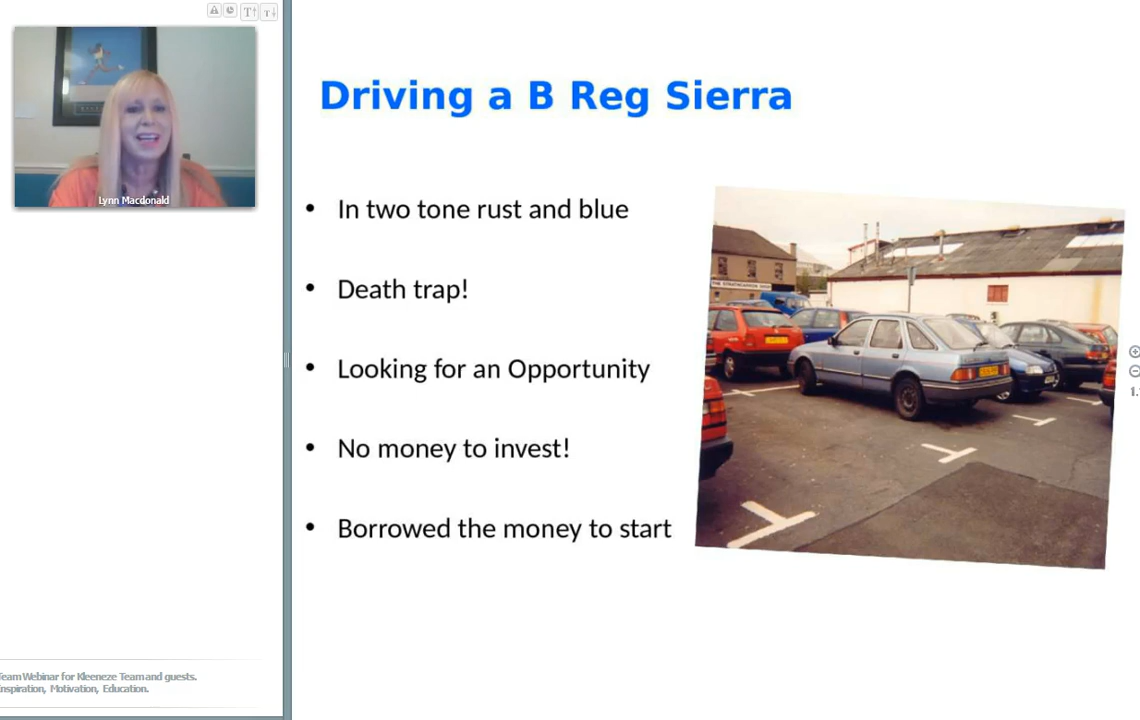 Lynn Macdonald
Driving a B Reg Sierra
• In two tone rust and blue
• Death trap!
• Looking for an Opportunity
• No money to invest!
• Borrowed the money to start
Team Webinar for Kleeneze Team and guests.
Inspiration, Motivation, Education.